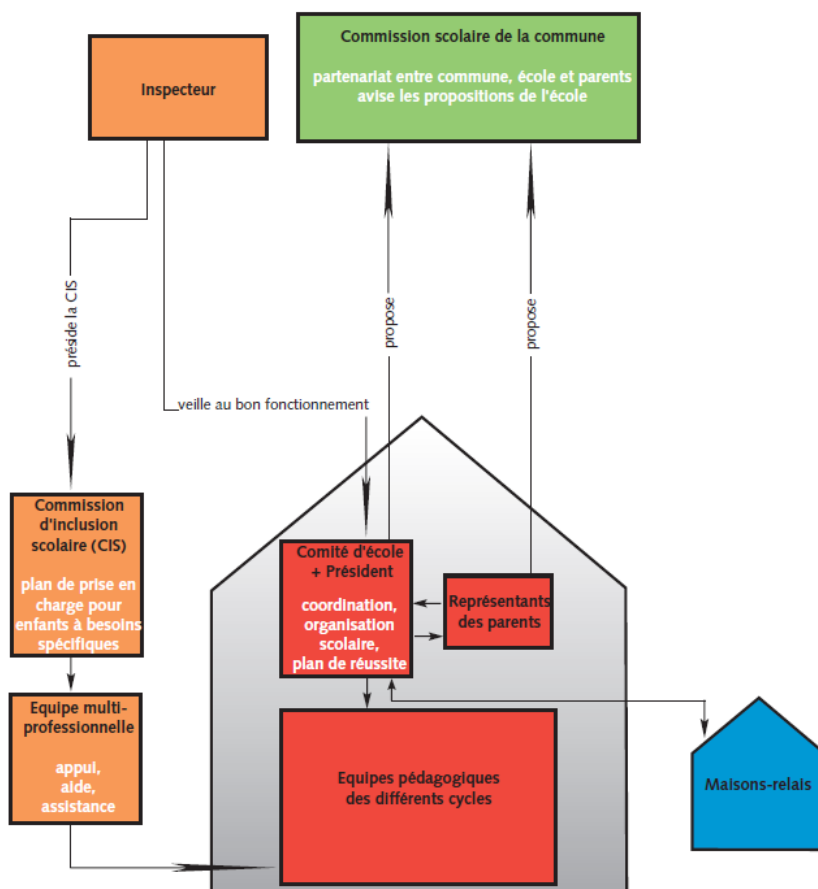 Commission scolaire de la commune
partenariat entre commune, école et parents
avise les propositions de l'école
Inspecteur
préside la CIS
propose
propose
veille au bon fonctionnement
Commission
d'inclusion
scolaire (CIS)
plan de prise en
charge pour
enfants à besoins
spécifiques
Comité d'école
+ Président
coordination,
organisation
scolaire,
plan de réussite
Représentants
des parents
Equipe multi-
professionnelle
appui,
aide,
assistance
Equipes pédagogiques
des différents cycles
Maisons-relais